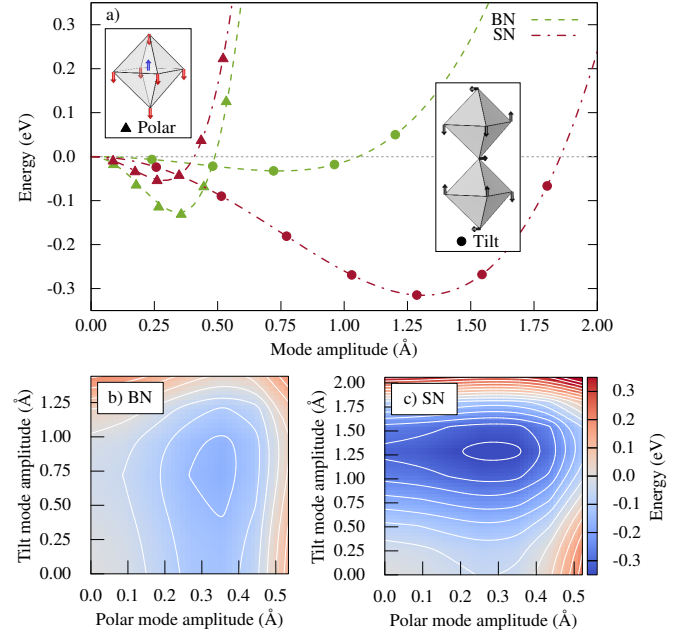 a)
BN
SN
Polar
Tilt
Energy (eV)
0.3
0.2
0.1
0.0
-0.1
-0.2
-0.3
0.00 0.25 0.50 0.75 1.00 1.25 1.50 1.75 2.00
Mode amplitude (Å)
b) BN
Tilt mode amplitude (Å)
1.25
1.00
0.75
0.50
0.25
0.00
0.0 0.1 0.2 0.3 0.4 0.5
Polar mode amplitude (Å)
c) SN
Tilt mode amplitude (Å)
2.00
1.75
1.50
1.25
1.00
0.75
0.50
0.25
0.00
0.0 0.1 0.2 0.3 0.4 0.5
Polar mode amplitude (Å)
0.3
0.2
0.1
0.0
-0.1
-0.2
-0.3
Energy (eV)